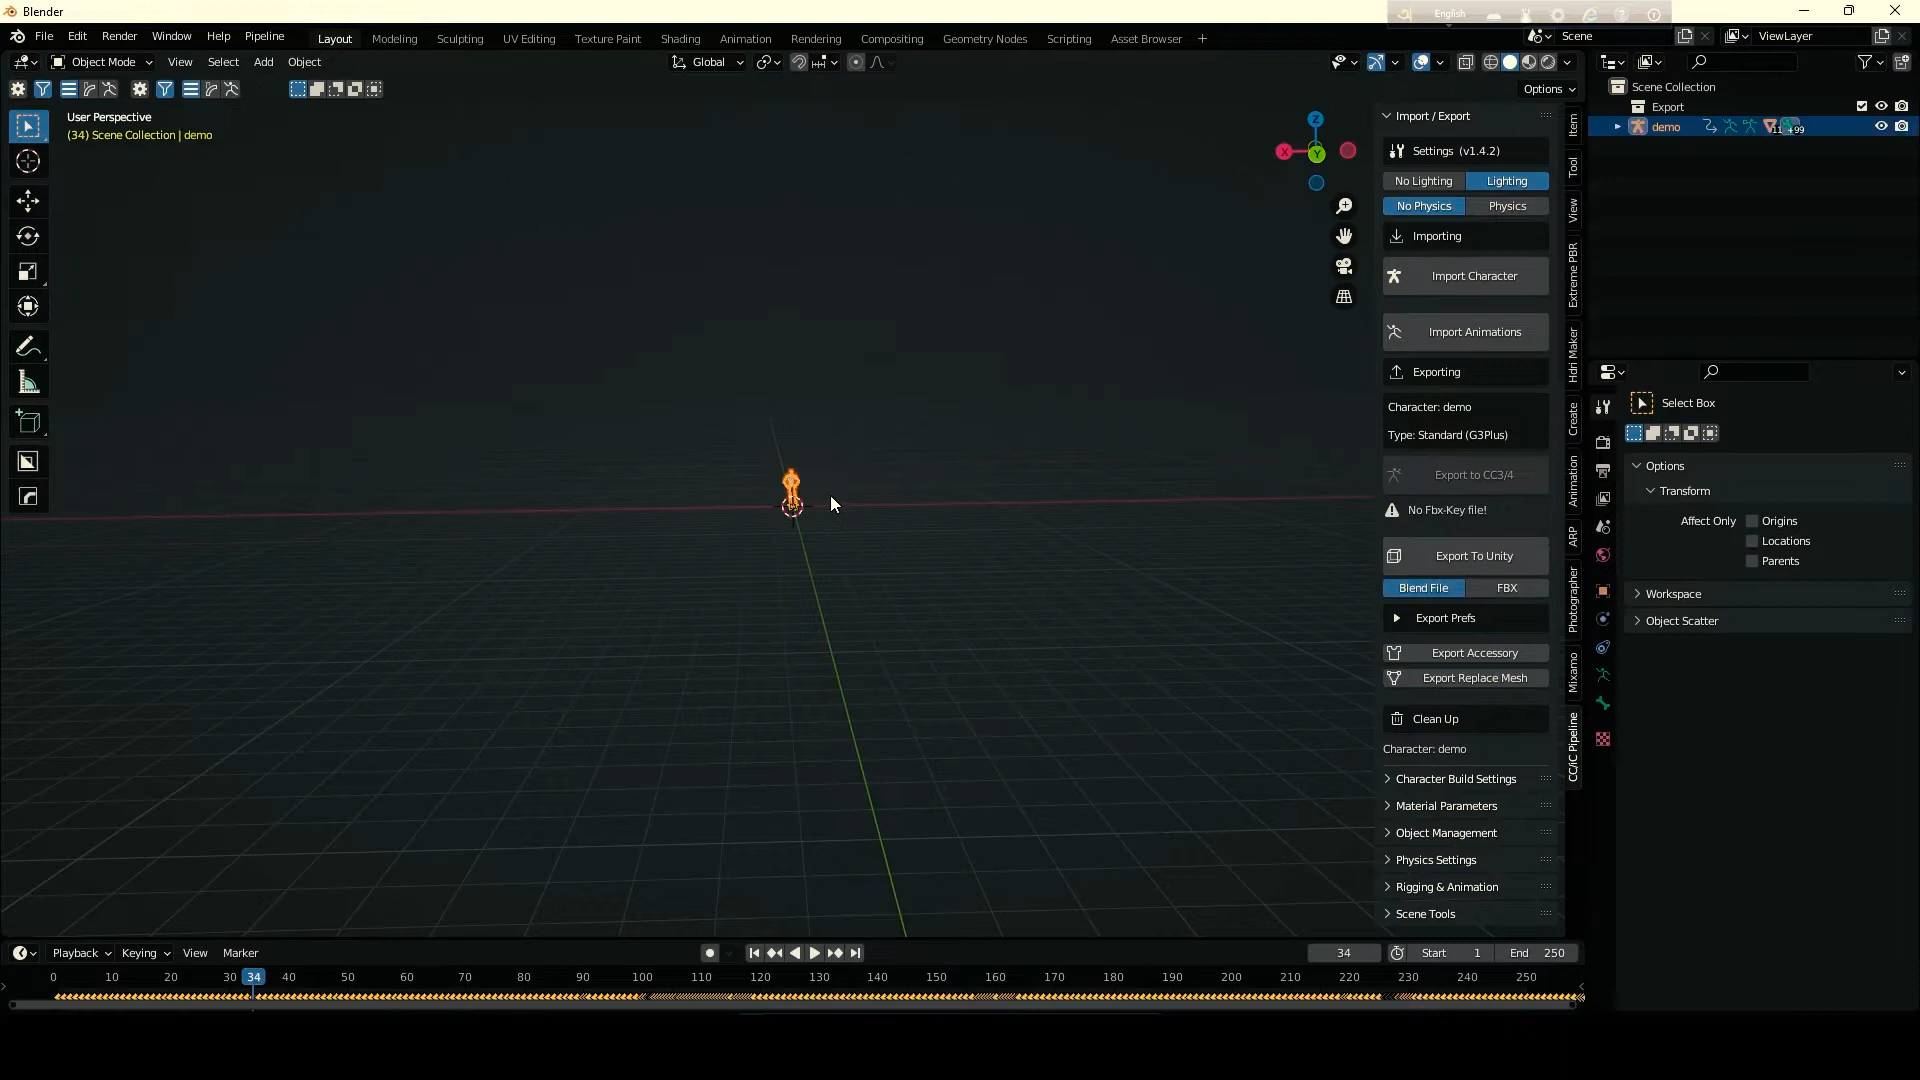 Blender
English
File Edit Render Window Help Pipeline
Layout Modeling Sculpting UV Editing Texture Paint Shading Animation Rendering Compositing Geometry Nodes Scripting Asset Browser +
Scene
ViewLayer
Object Mode View Select Add Object
Global
Options
User Perspective
(34) Scene Collection | demo
Z
X
Y
Import / Export
Settings (v1.4.2)
No Lighting Lighting
No Physics Physics
Importing
Import Character
Import Animations
Exporting
Character: demo
Type: Standard (G3Plus)
Export to CC3/4
No Fbx-Key file!
Export To Unity
Blend File FBX
Export Prefs
Export Accessory
Export Replace Mesh
Clean Up
Character: demo
Character Build Settings
Material Parameters
Object Management
Physics Settings
Rigging & Animation
Scene Tools
Item
Tool
View
Extreme PBR
Hdri Maker
Create
Animation
ARP
Photographer
Mixamo
CC/iC Pipeline
Scene Collection
Export
demo
11 +99
Select Box
Options
Transform
Affect Only Origins
Locations
Parents
Workspace
Object Scatter
Playback Keying View Marker
34 Start 1 End 250
0 10 20 30 34 40 50 60 70 80 90 100 110 120 130 140 150 160 170 180 190 200 210 220 230 240 250